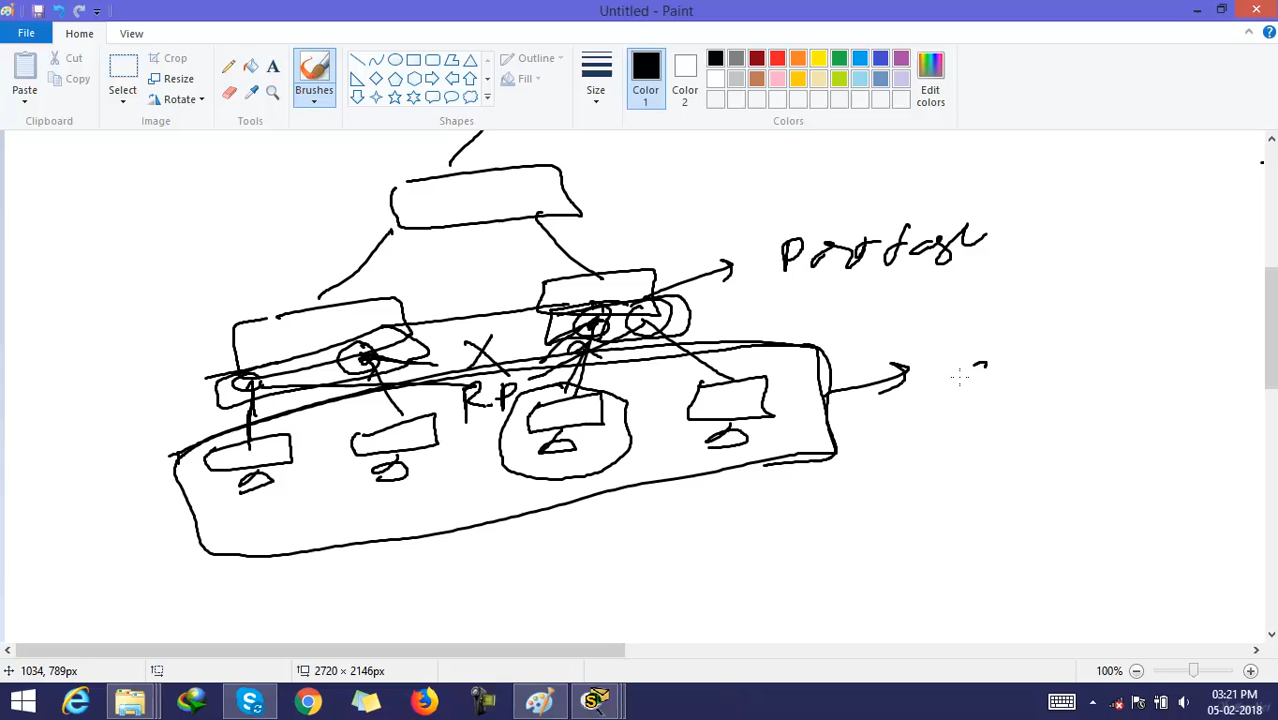 Untitled - Paint
File
Home
View
Paste
Cut
Copy
Clipboard
Select
Crop
Resize
Rotate
Image
Tools
Brushes
Shapes
Outline
Fill
Size
Color
1
Color
2
Edit
colors
Colors
Portfast
X
RP
1034, 789px
2720 × 2146px
100%
03:21 PM
05-02-2018